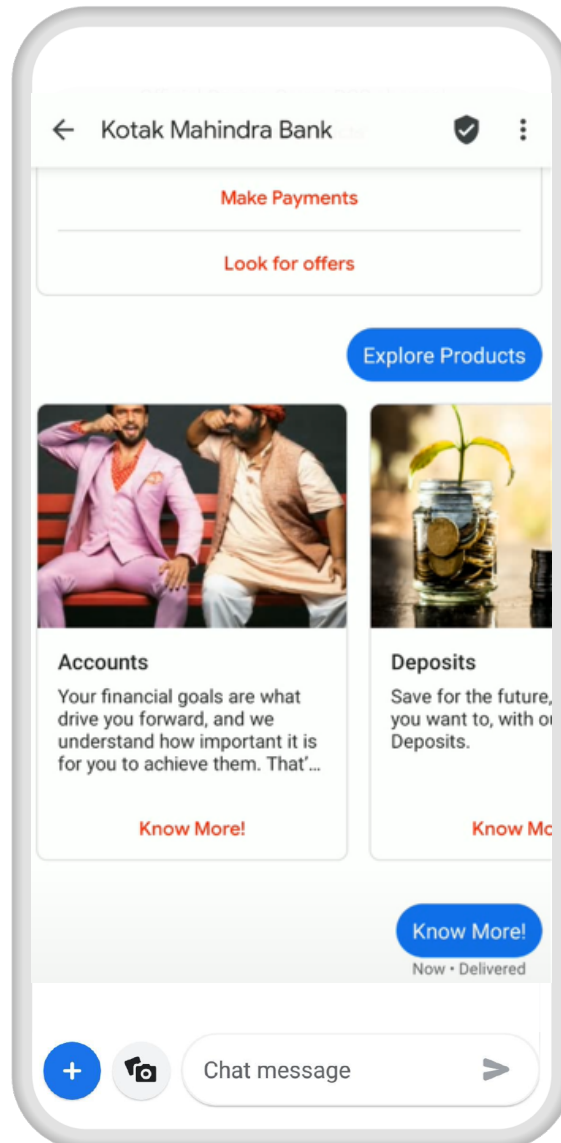 Kotak Mahindra Bank
Make Payments
Look for offers
Explore Products
Accounts
Your financial goals are what
drive you forward, and we
understand how important it is
for you to achieve them. That'...
Know More!
Deposits
Save for the future,
you want to, with
Deposits.
Know
Know More!
Now • Delivered
Chat message